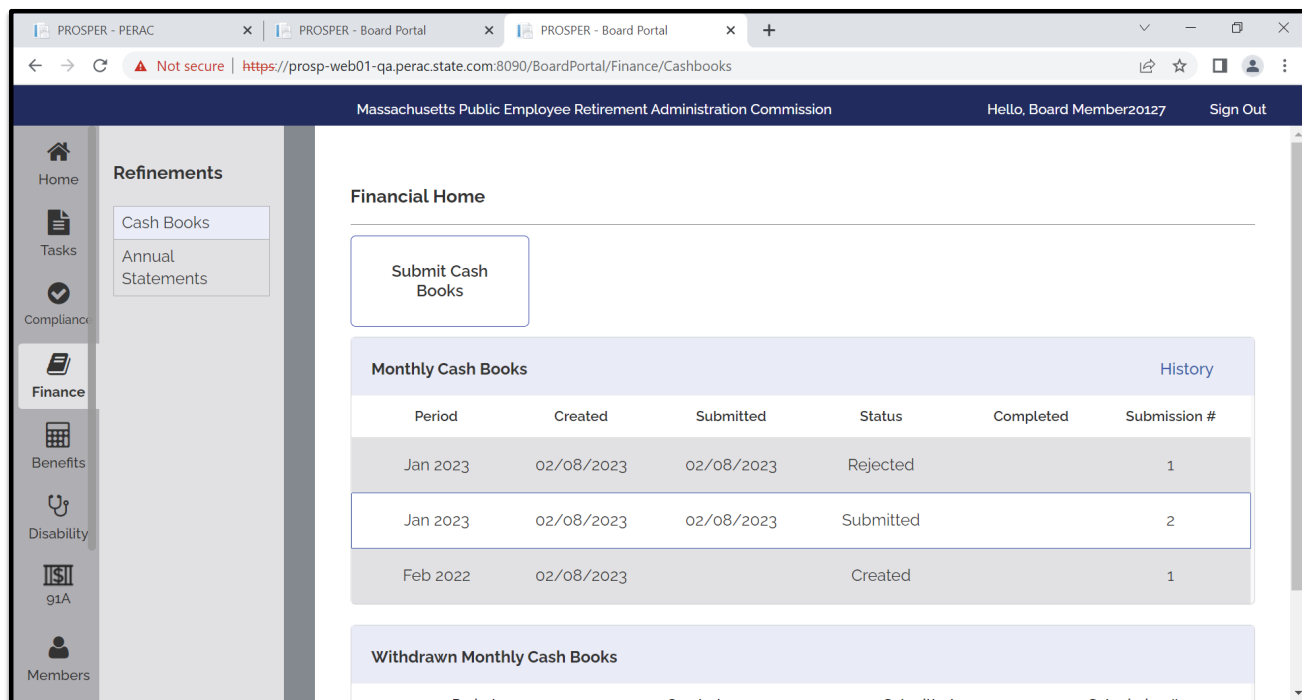 PROSPER - PERAC
PROSPER - Board Portal
PROSPER - Board Portal
Not secure | https://prosp-web01-qa.perac.state.com:8090/BoardPortal/Finance/Cashbooks
Massachusetts Public Employee Retirement Administration Commission Hello, Board Member20127 Sign Out
Home
Tasks
Compliance
Finance
Benefits
Disability
91A
Members
Refinements
Cash Books
Annual
Statements
Financial Home
Submit Cash
Books
Monthly Cash Books History
Period Created Submitted Status Completed Submission #
Jan 2023 02/08/2023 02/08/2023 Rejected 1
Jan 2023 02/08/2023 02/08/2023 Submitted 2
Feb 2022 02/08/2023 Created 1
Withdrawn Monthly Cash Books